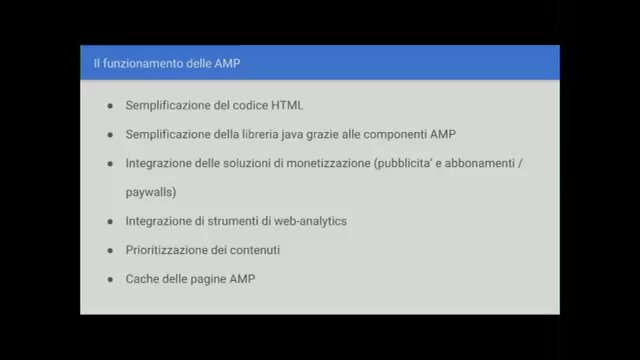 Il funzionamento delle AMP
● Semplificazione del codice HTML
● Semplificazione della libreria java grazie alle componenti AMP
● Integrazione delle soluzioni di monetizzazione (pubblicita' e abbonamenti /
paywalls)
● Integrazione di strumenti di web-analytics
● Prioritizzazione dei contenuti
● Cache delle pagine AMP